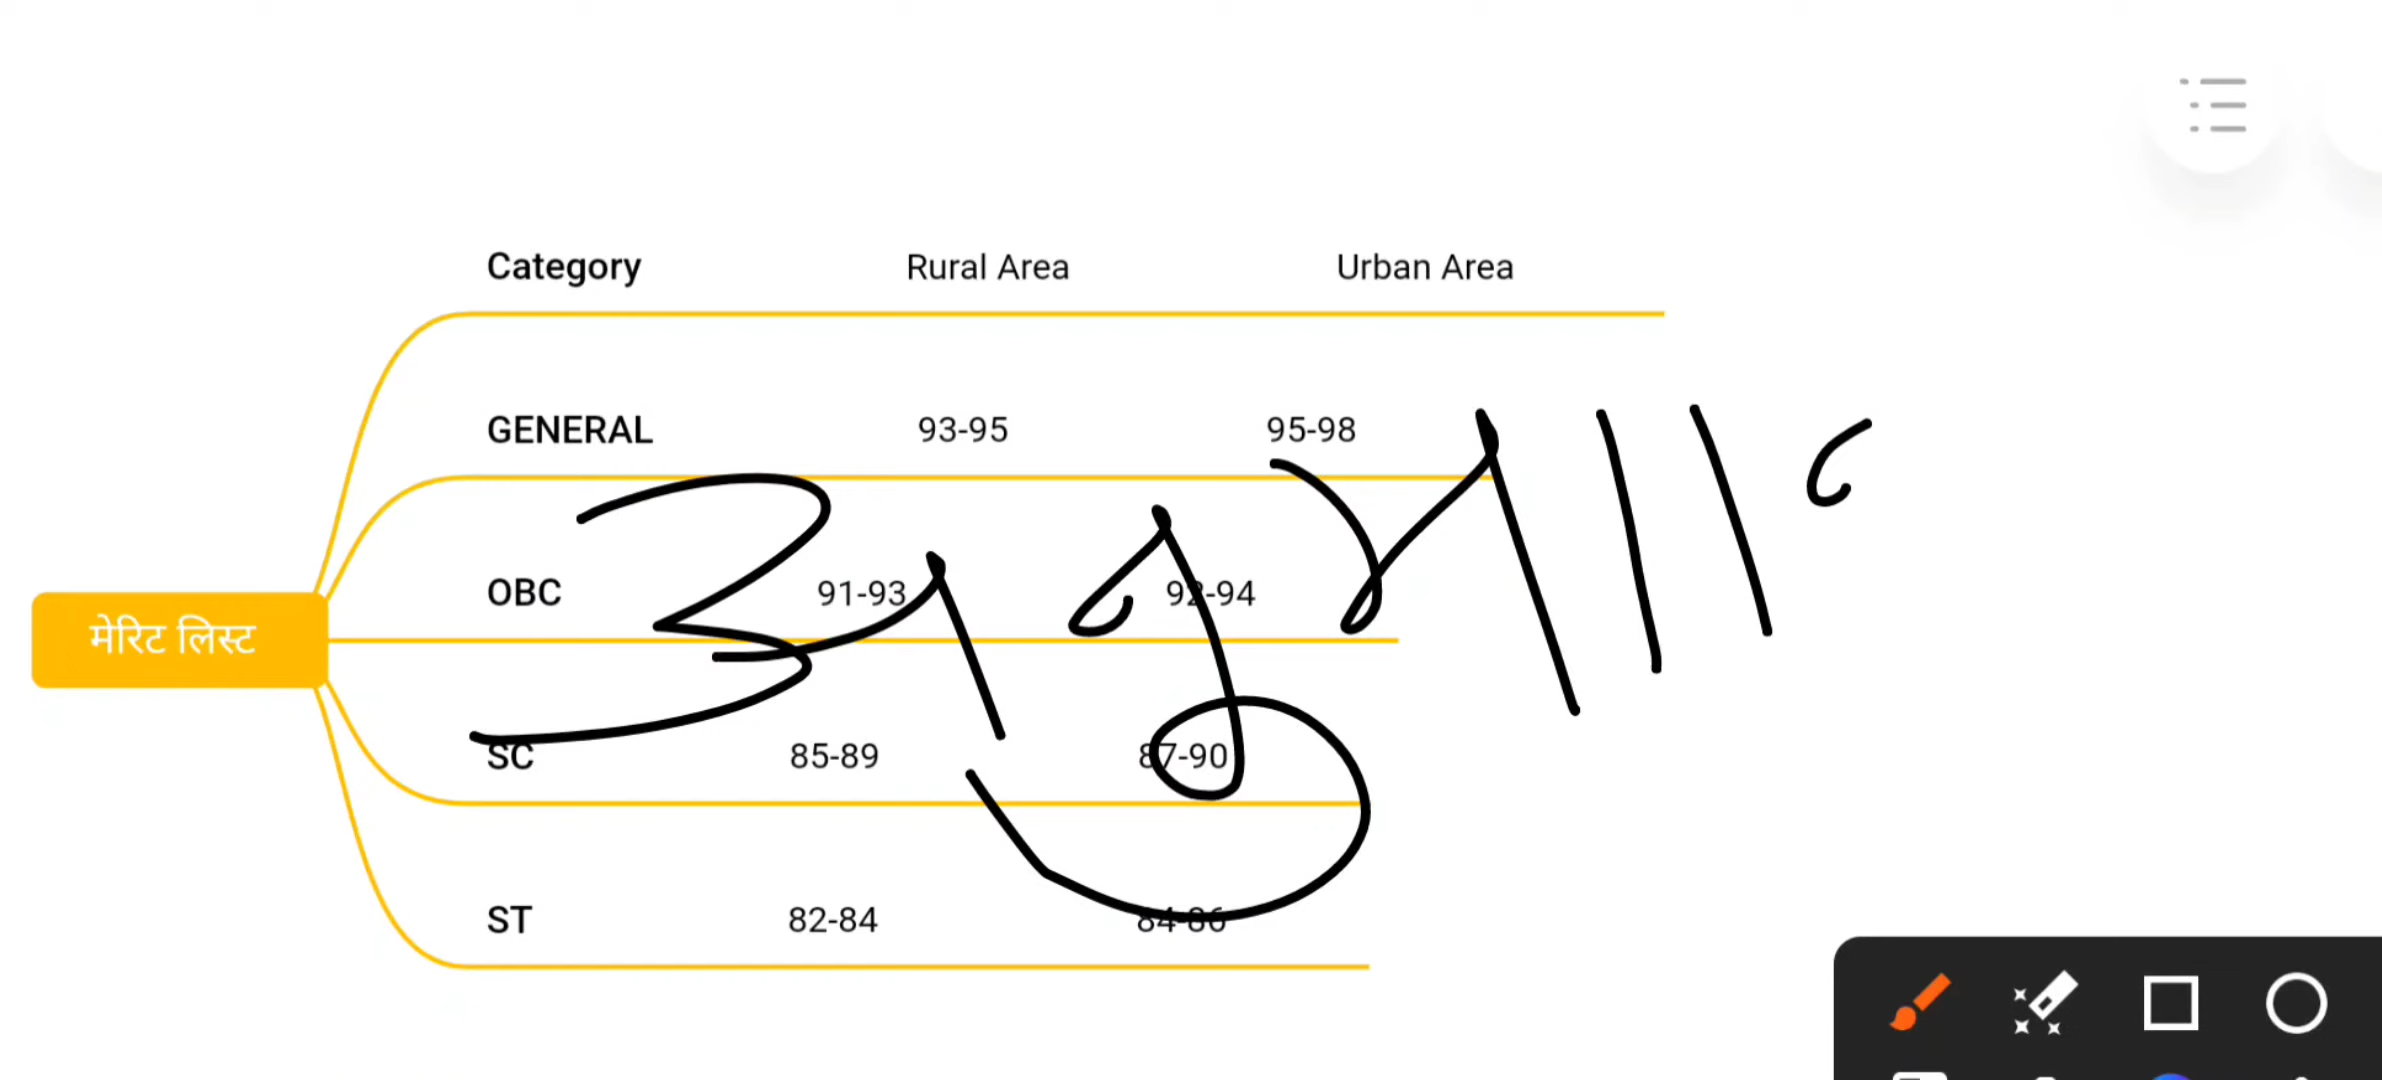 Category Rural Area Urban Area
GENERAL 93-95 95-98
OBC 91-93 92-94
मेरिट लिस्ट
SC 85-89 87-90
ST 82-84 84-86